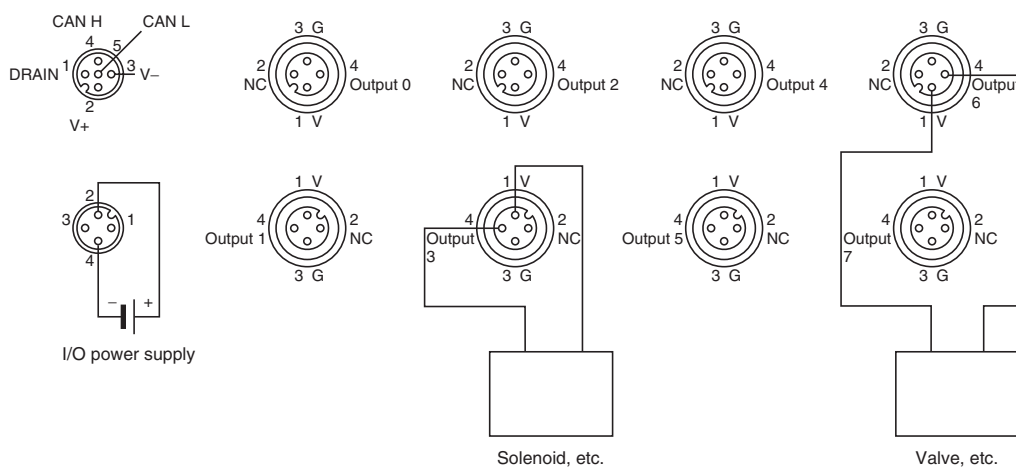 CAN H
CAN L
4
5
DRAIN
1
3
V–
2
V+
3 G
2
NC
4
Output 0
1 V
3 G
2
NC
4
Output 2
1 V
3 G
2
NC
4
Output 4
1 V
3 G
2
NC
4
Output
6
1 V
2
3
1
4
–
+
I/O power supply
1 V
4
Output 1
2
NC
3 G
1 V
4
Output
3
2
NC
3 G
1 V
4
Output 5
2
NC
3 G
1 V
4
Output
7
2
NC
3 G
Solenoid, etc.
Valve, etc.